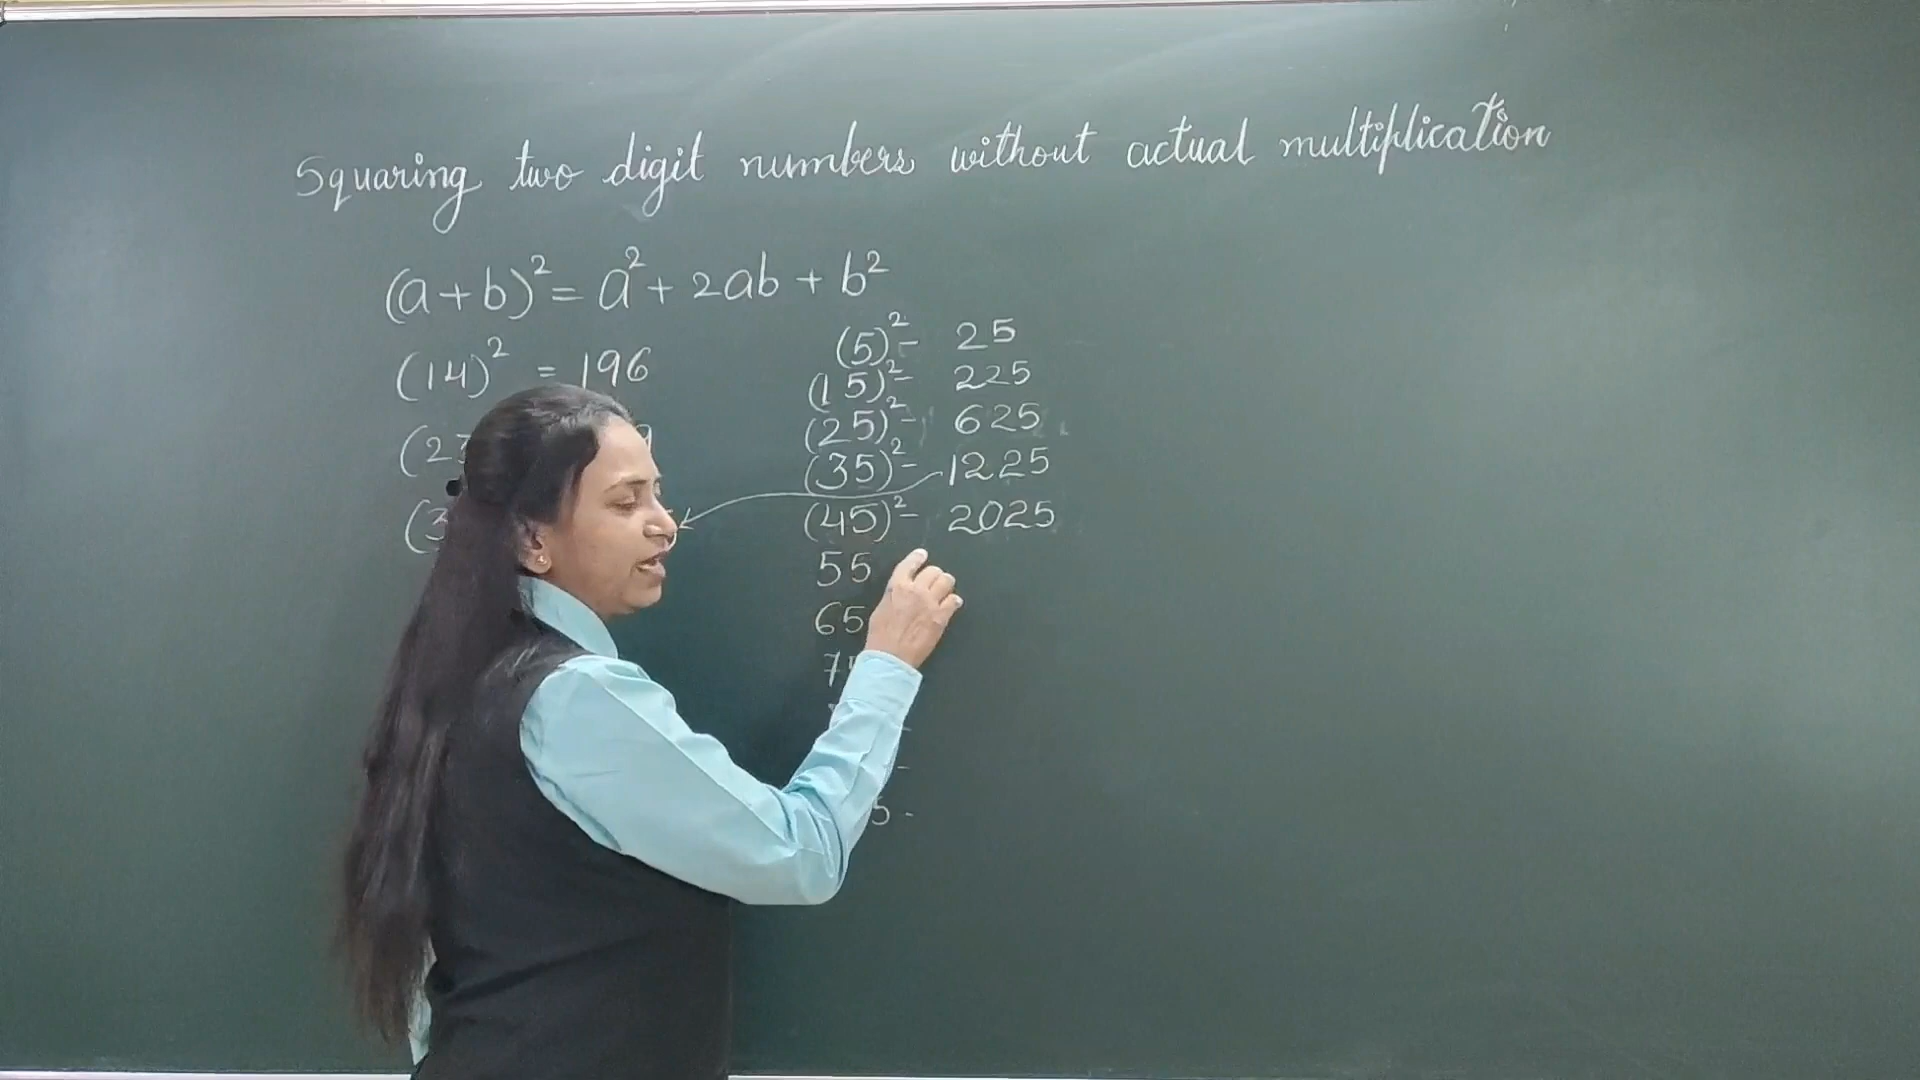 Squaring two digit numbers without actual multiplication
(a+b)² = a² + 2ab + b²
(14)² = 196
(5)² - 25
(15)² - 225
(25)² - 625
(35)² - 1225
(45)² - 2025
55
65